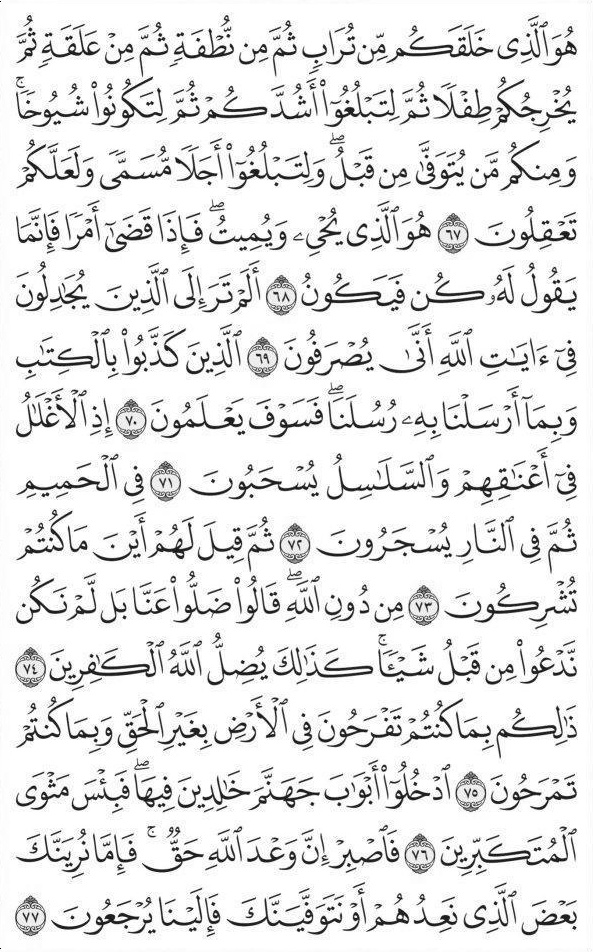 هُوَ ٱلَّذِى خَلَقَكُم مِّن تُرَابٍ ثُمَّ مِن نُّطْفَةٍ ثُمَّ مِنْ عَلَقَةٍ ثُمَّ
يُخْرِجُكُمْ طِفْلًا ثُمَّ لِتَبْلُغُوٓا۟ أَشُدَّكُمْ ثُمَّ لِتَكُونُوا۟ شُيُوخًا ۚ
وَمِنكُم مَّن يُتَوَفَّىٰ مِن قَبْلُ ۖ وَلِتَبْلُغُوٓا۟ أَجَلًا مُّسَمًّى وَلَعَلَّكُمْ
تَعْقِلُونَ ٦٧ هُوَ ٱلَّذِى يُحْىِۦ وَيُمِيتُ ۖ فَإِذَا قَضَىٰٓ أَمْرًا فَإِنَّمَا
يَقُولُ لَهُۥ كُن فَيَكُونُ ٦٨ أَلَمْ تَرَ إِلَى ٱلَّذِينَ يُجَـٰدِلُونَ
فِىٓ ءَايَـٰتِ ٱللَّهِ أَنَّىٰ يُصْرَفُونَ ٦٩ ٱلَّذِينَ كَذَّبُوا۟ بِٱلْكِتَـٰبِ
وَبِمَآ أَرْسَلْنَا بِهِۦ رُسُلَنَا ۖ فَسَوْفَ يَعْلَمُونَ ٧٠ إِذِ ٱلْأَغْلَـٰلُ
فِىٓ أَعْنَـٰقِهِمْ وَٱلسَّلَـٰسِلُ يُسْحَبُونَ ٧١ فِى ٱلْحَمِيمِ
ثُمَّ فِى ٱلنَّارِ يُسْجَرُونَ ٧٢ ثُمَّ قِيلَ لَهُمْ أَيْنَ مَا كُنتُمْ
تُشْرِكُونَ ٧٣ مِن دُونِ ٱللَّهِ ۖ قَالُوا۟ ضَلُّوا۟ عَنَّا بَل لَّمْ نَكُن
نَّدْعُوا۟ مِن قَبْلُ شَيْـًٔا ۚ كَذَٰلِكَ يُضِلُّ ٱللَّهُ ٱلْكَـٰفِرِينَ ٧٤
ذَٰلِكُم بِمَا كُنتُمْ تَفْرَحُونَ فِى ٱلْأَرْضِ بِغَيْرِ ٱلْحَقِّ وَبِمَا كُنتُمْ
تَمْرَحُونَ ٧٥ ٱدْخُلُوٓا۟ أَبْوَٰبَ جَهَنَّمَ خَـٰلِدِينَ فِيهَا ۖ فَبِئْسَ مَثْوَى
ٱلْمُتَكَبِّرِينَ ٧٦ فَٱصْبِرْ إِنَّ وَعْدَ ٱللَّهِ حَقٌّ ۚ فَإِمَّا نُرِيَنَّكَ
بَعْضَ ٱلَّذِى نَعِدُهُمْ أَوْ نَتَوَفَّيَنَّكَ فَإِلَيْنَا يُرْجَعُونَ ٧٧